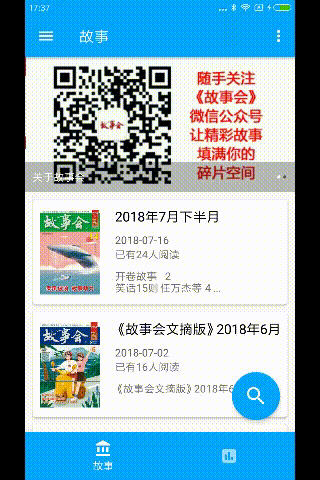 17:37
故事
随手关注
《故事会》
微信公众号
让精彩故事
填满你的
碎片空间
故事会
关于故事会
故事会
2018年7月下半月
2018-07-16
已有24人阅读
开卷故事 2
笑话15则 任万杰等 4 ...
故事会
《故事会文摘版》2018年6月
2018-07-02
已有16人阅读
《故事会文摘版》2018年6
故事